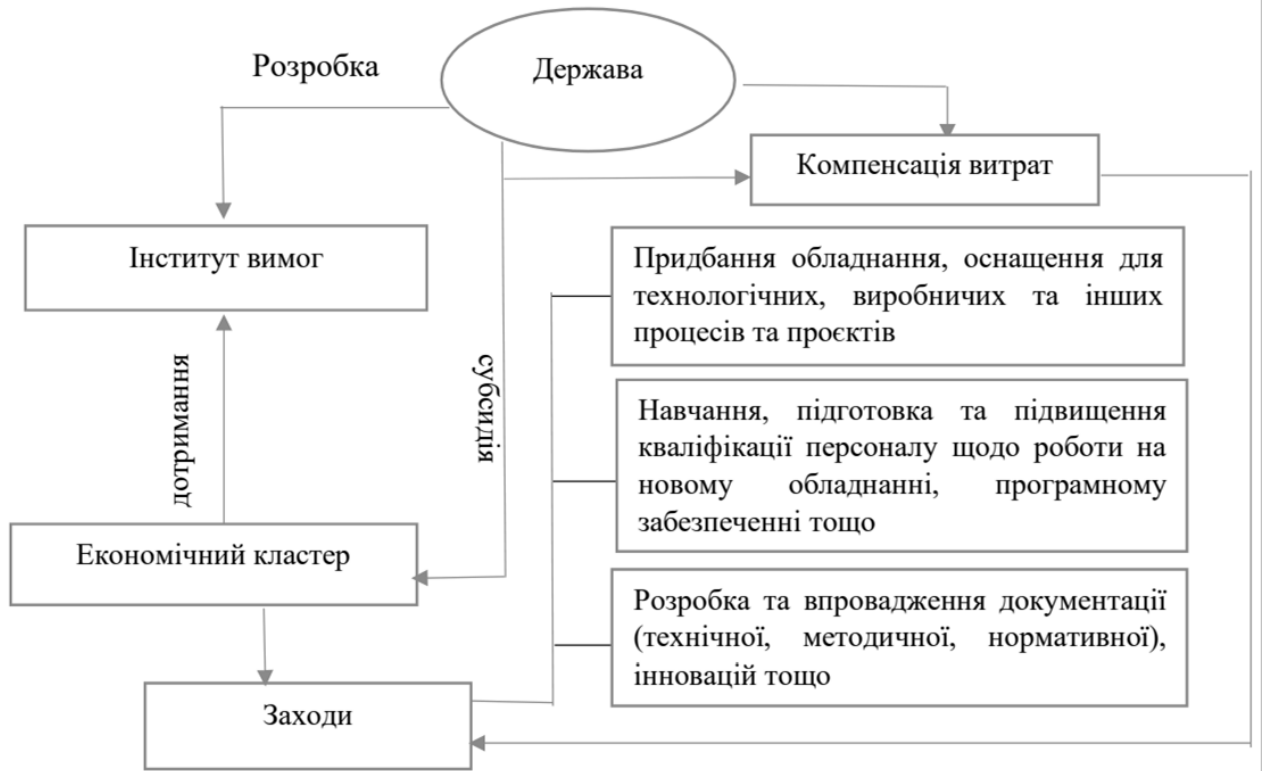 Розробка
Держава
Компенсація витрат
Інститут вимог
Придбання обладнання, оснащення для
технологічних, виробничих та інших
процесів та проєктів
дотримання
субсидія
Навчання, підготовка та підвищення
кваліфікації персоналу щодо роботи на
новому обладнанні, програмному
забезпеченні тощо
Економічний кластер
Розробка та впровадження документації
(технічної, методичної, нормативної),
інновацій тощо
Заходи